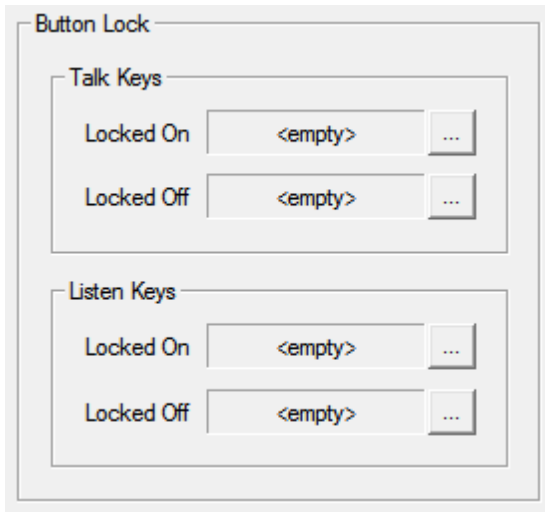 Button Lock
Talk Keys
Locked On <empty> ...
Locked Off <empty> ...
Listen Keys
Locked On <empty> ...
Locked Off <empty> ...